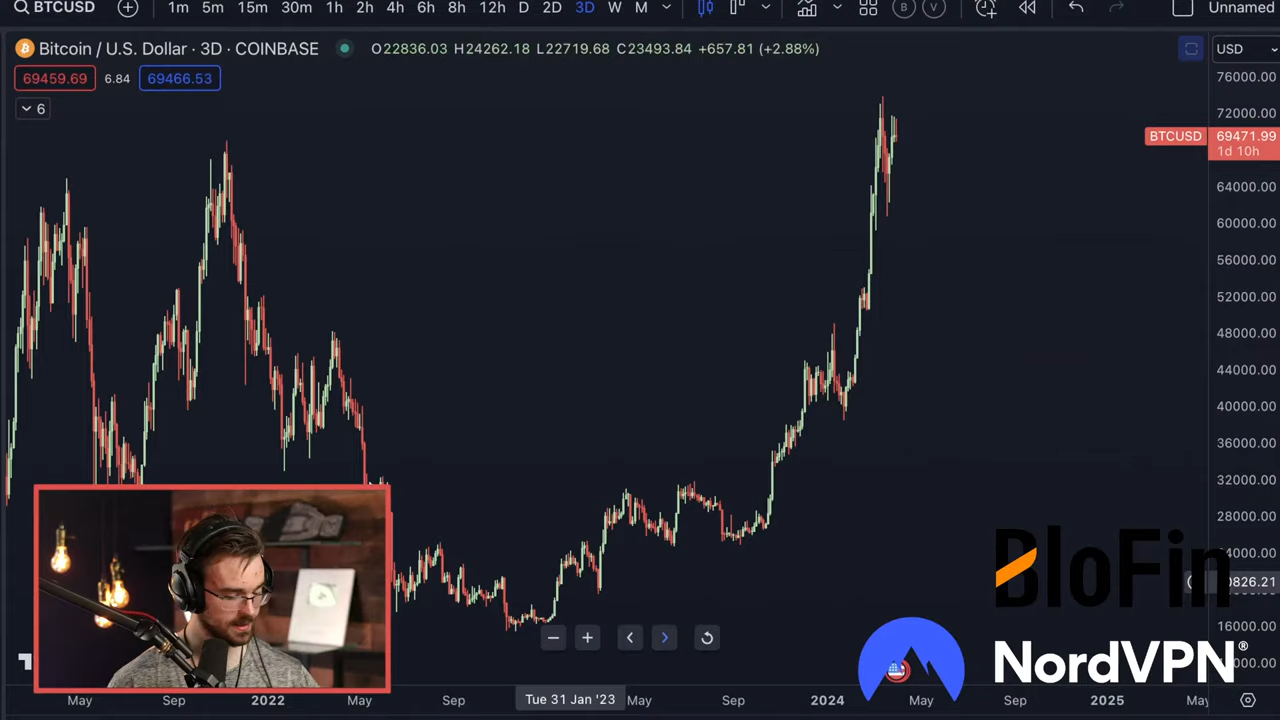 BTCUSD 1m 5m 15m 30m 1h 2h 4h 6h 8h 12h D 2D 3D W M B V Unnamed
Bitcoin / U.S. Dollar · 3D · COINBASE O22836.03 H24262.18 L22719.68 C23493.84 +657.81 (+2.88%) USD
69459.69 6.84 69466.53
6
76000.00
72000.00
BTCUSD 69471.99
1d 10h
64000.00
60000.00
56000.00
52000.00
48000.00
44000.00
40000.00
36000.00
32000.00
28000.00
BloFin
NordVPN®
16000.00
May Sep 2022 May Sep Tue 31 Jan '23 May Sep 2024 May Sep 2025